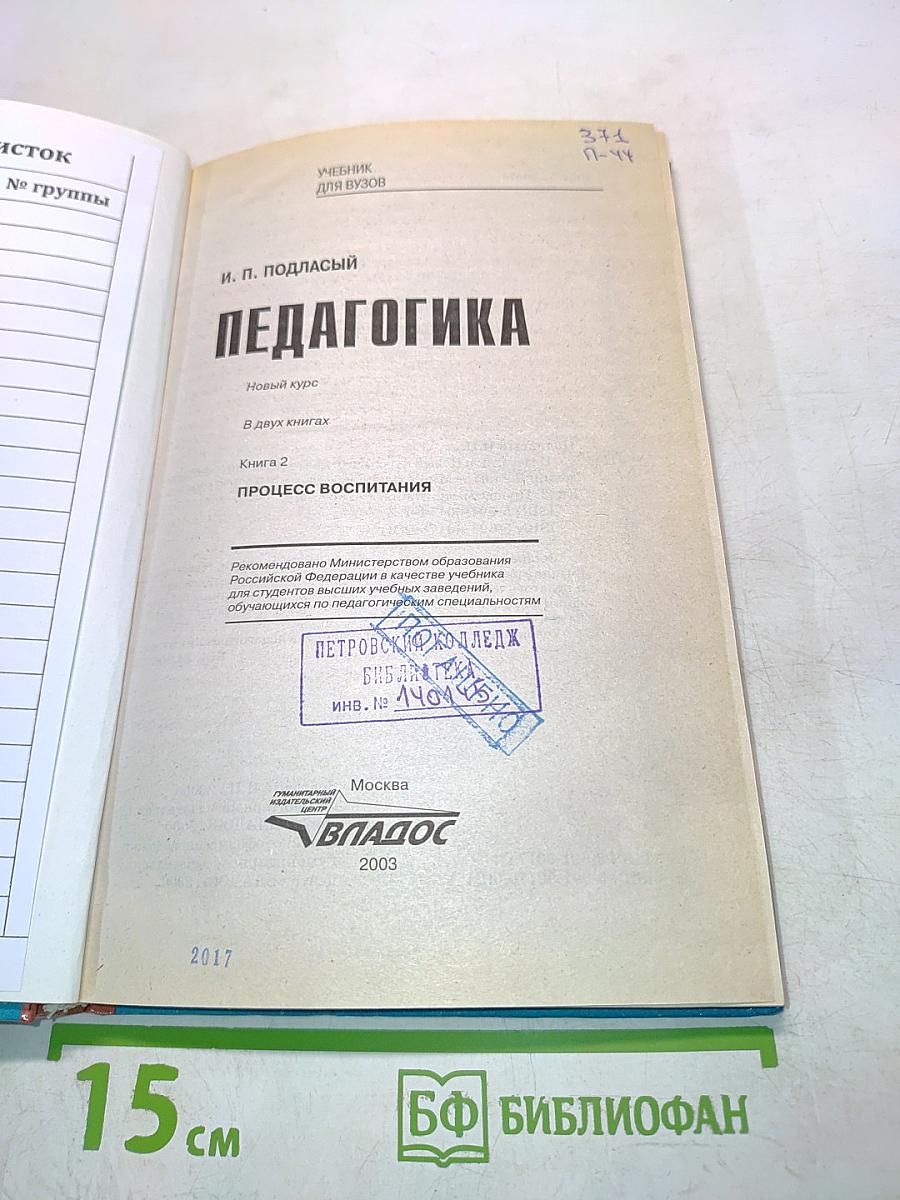 исток
№ группы
371
П-44
УЧЕБНИК
ДЛЯ ВУЗОВ
И. П. ПОДЛАСЫЙ
ПЕДАГОГИКА
Новый курс
В двух книгах
Книга 2
ПРОЦЕСС ВОСПИТАНИЯ
Рекомендовано Министерством образования
Российской Федерации в качестве учебника
для студентов высших учебных заведений,
обучающихся по педагогическим специальностям
ПОГАШЕНО
ПЕТРОВСКИЙ КОЛЛЕДЖ
БИБЛИОТЕКА
ИНВ. №
Москва
ГУМАНИТАРНЫЙ
ИЗДАТЕЛЬСКИЙ
ЦЕНТР
ВЛАДОС
2003
2017
15 см
БФ БИБЛИОФАН